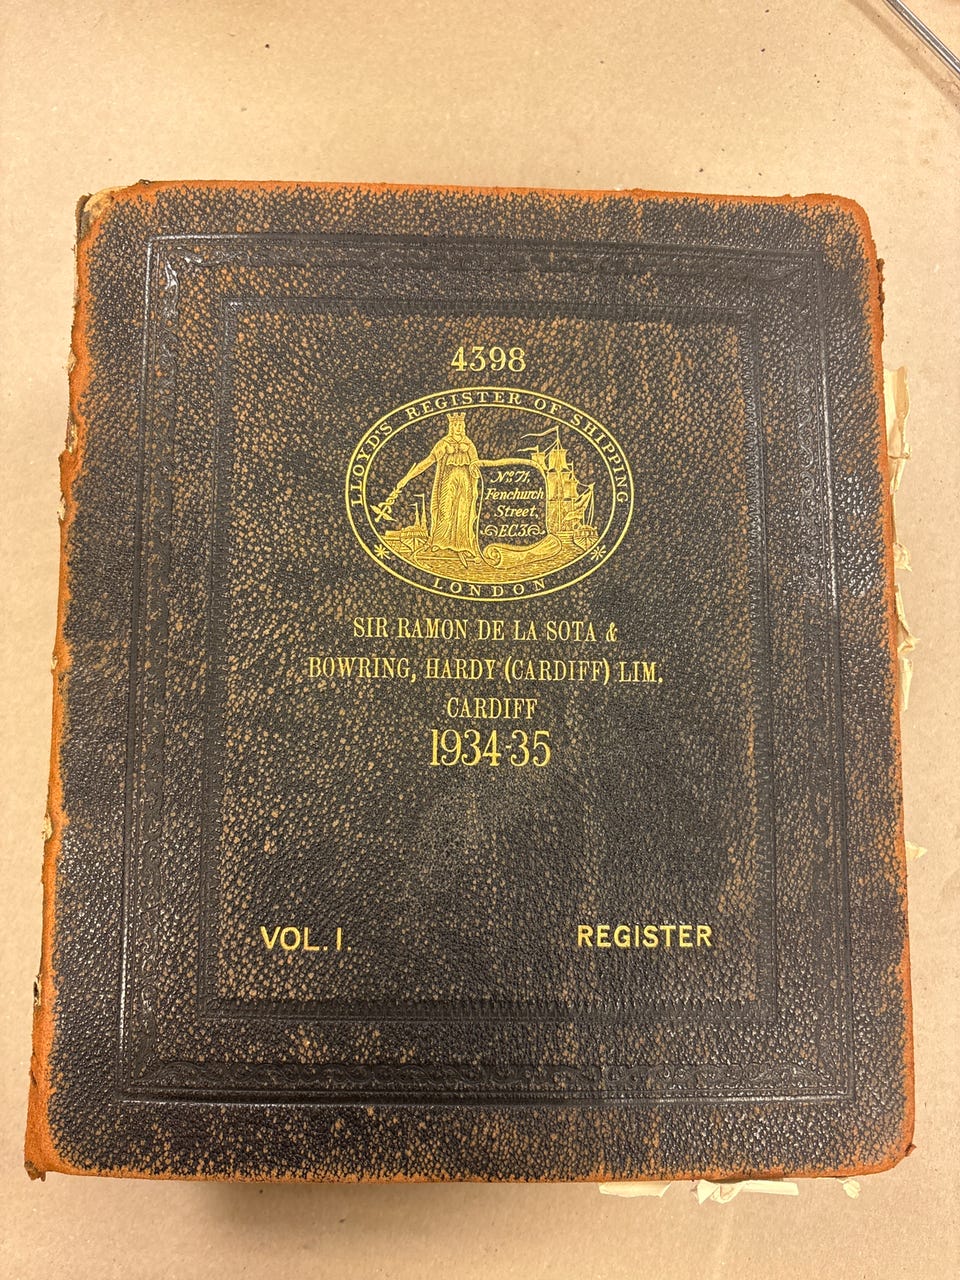 4398
LLOYD'S REGISTER OF SHIPPING
No. 71,
Fenchurch
Street,
E.C.3.
LONDON
SIR RAMON DE LA SOTA &
BOWRING, HARDY (CARDIFF) LIM.
CARDIFF
1934-35
VOL. I. REGISTER